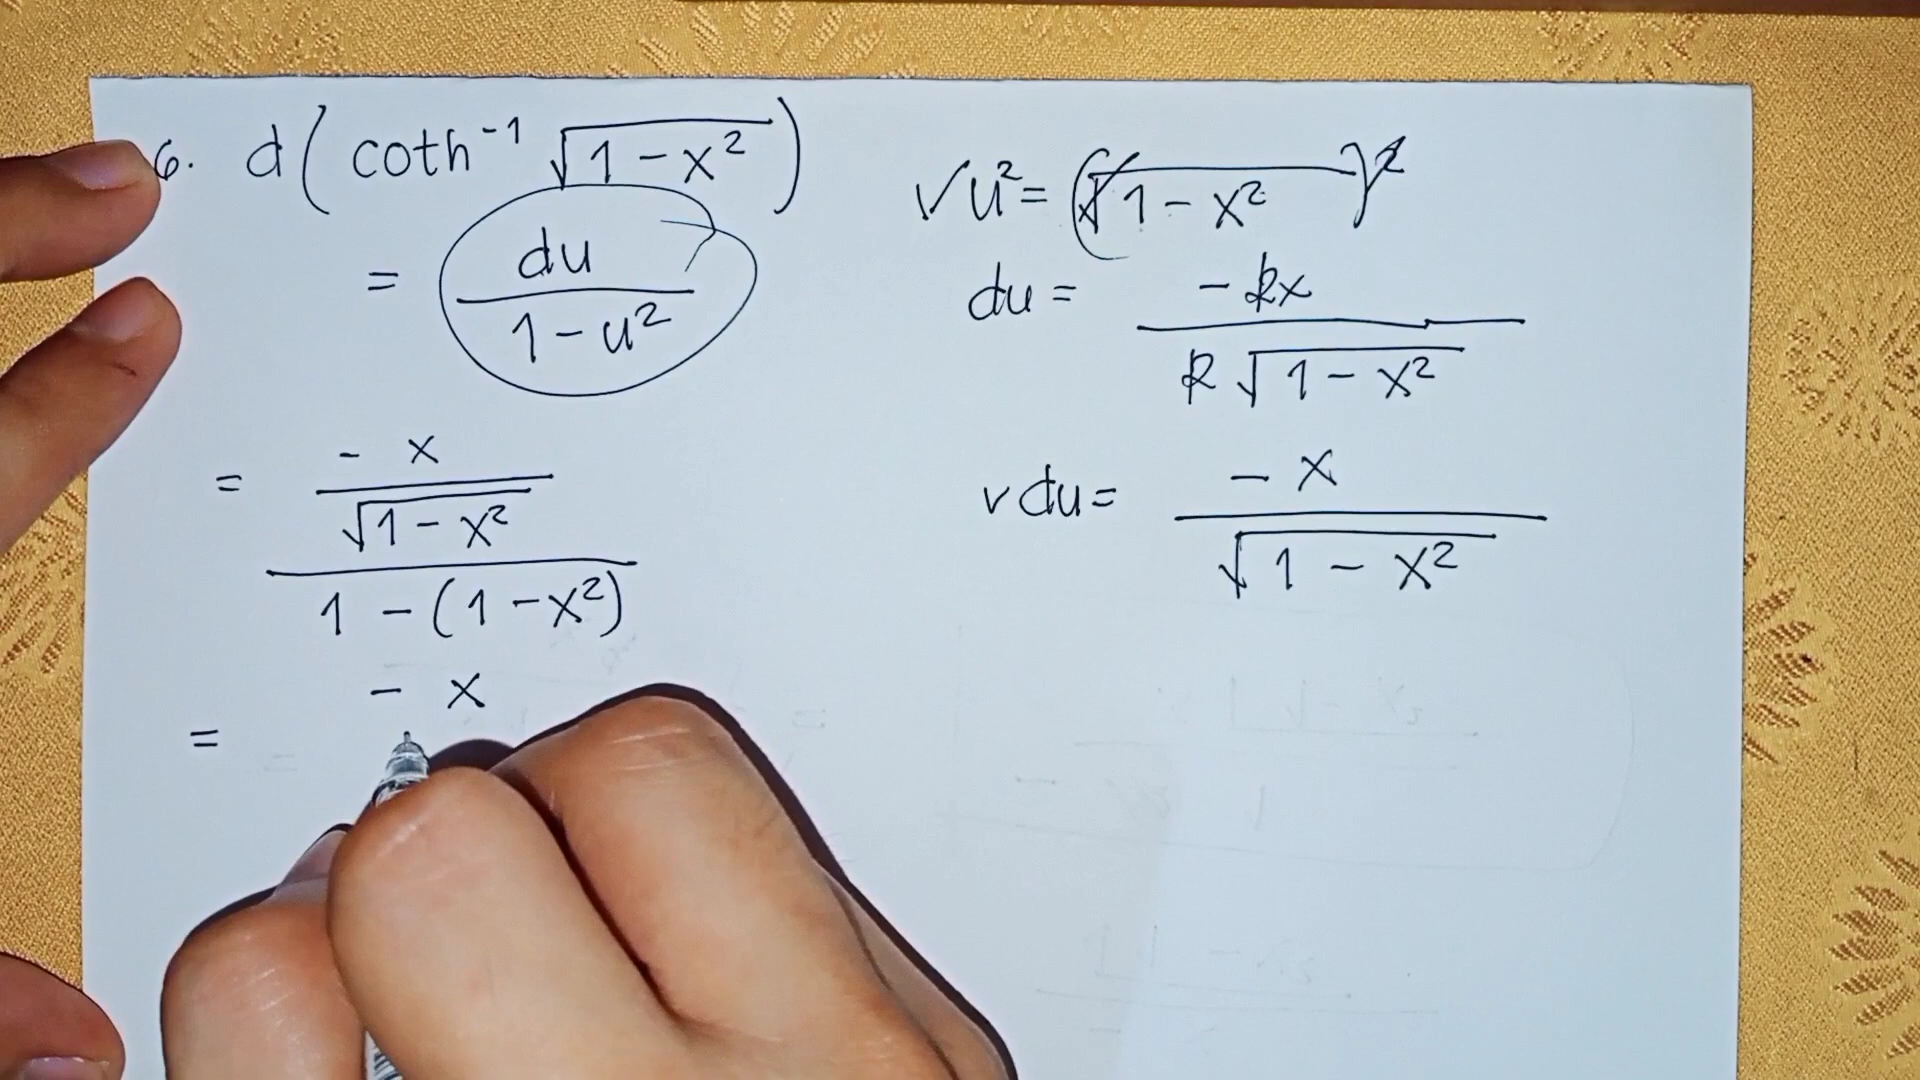 6. d(coth⁻¹ √(1-x²))
= du/(1-u²)
= (-x/√(1-x²))/(1-(1-x²))
= -x
✓u² = (√(1-x²))²
du = -2x/(2√(1-x²))
✓du = -x/√(1-x²)